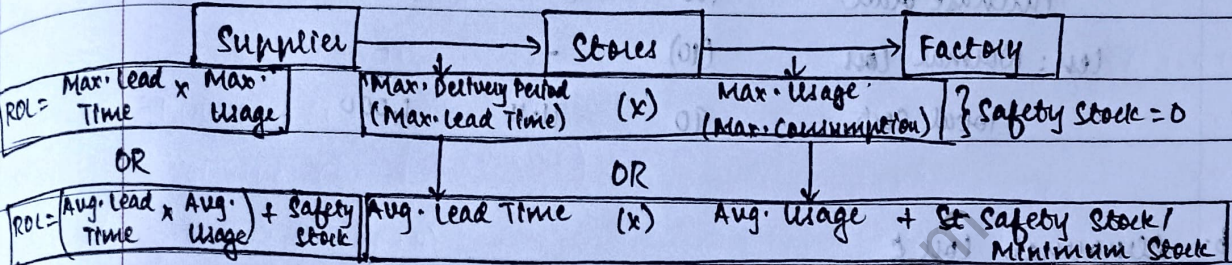 Supplier Stores Factory
ROL = Max. Lead Time x Max. Usage
Max. Delivery Period (Max. Lead Time) (x) Max. Usage (Max. Consumption) } Safety Stock = 0
OR OR
ROL = (Avg. Lead Time x Avg. Usage) + Safety Stock
Avg. Lead Time (x) Avg. Usage + St Safety Stock / Minimum Stock